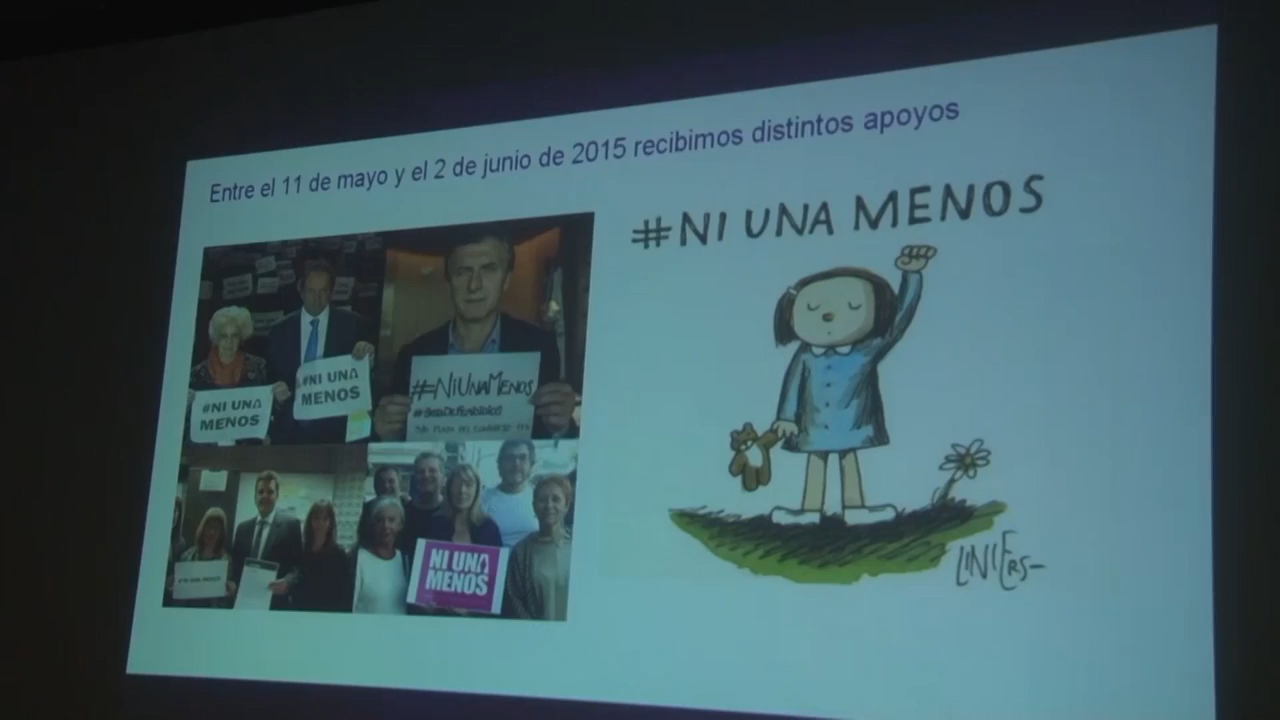 Entre el 11 de mayo y el 2 de junio de 2015 recibimos distintos apoyos
#NI UNA MENOS
#NI UNA
MENOS
#NI UNA
MENOS
#NIUNAMENOS
NI UNA
MENOS
LINIERS